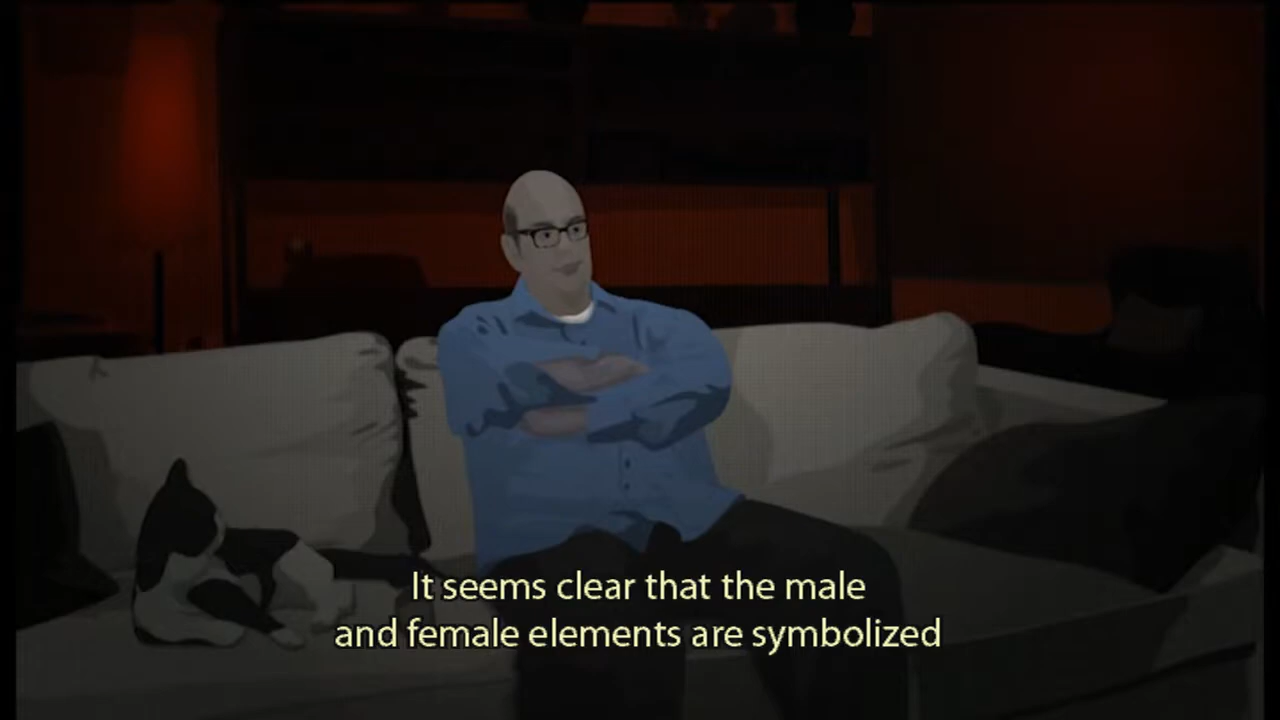 It seems clear that the male
and female elements are symbolized